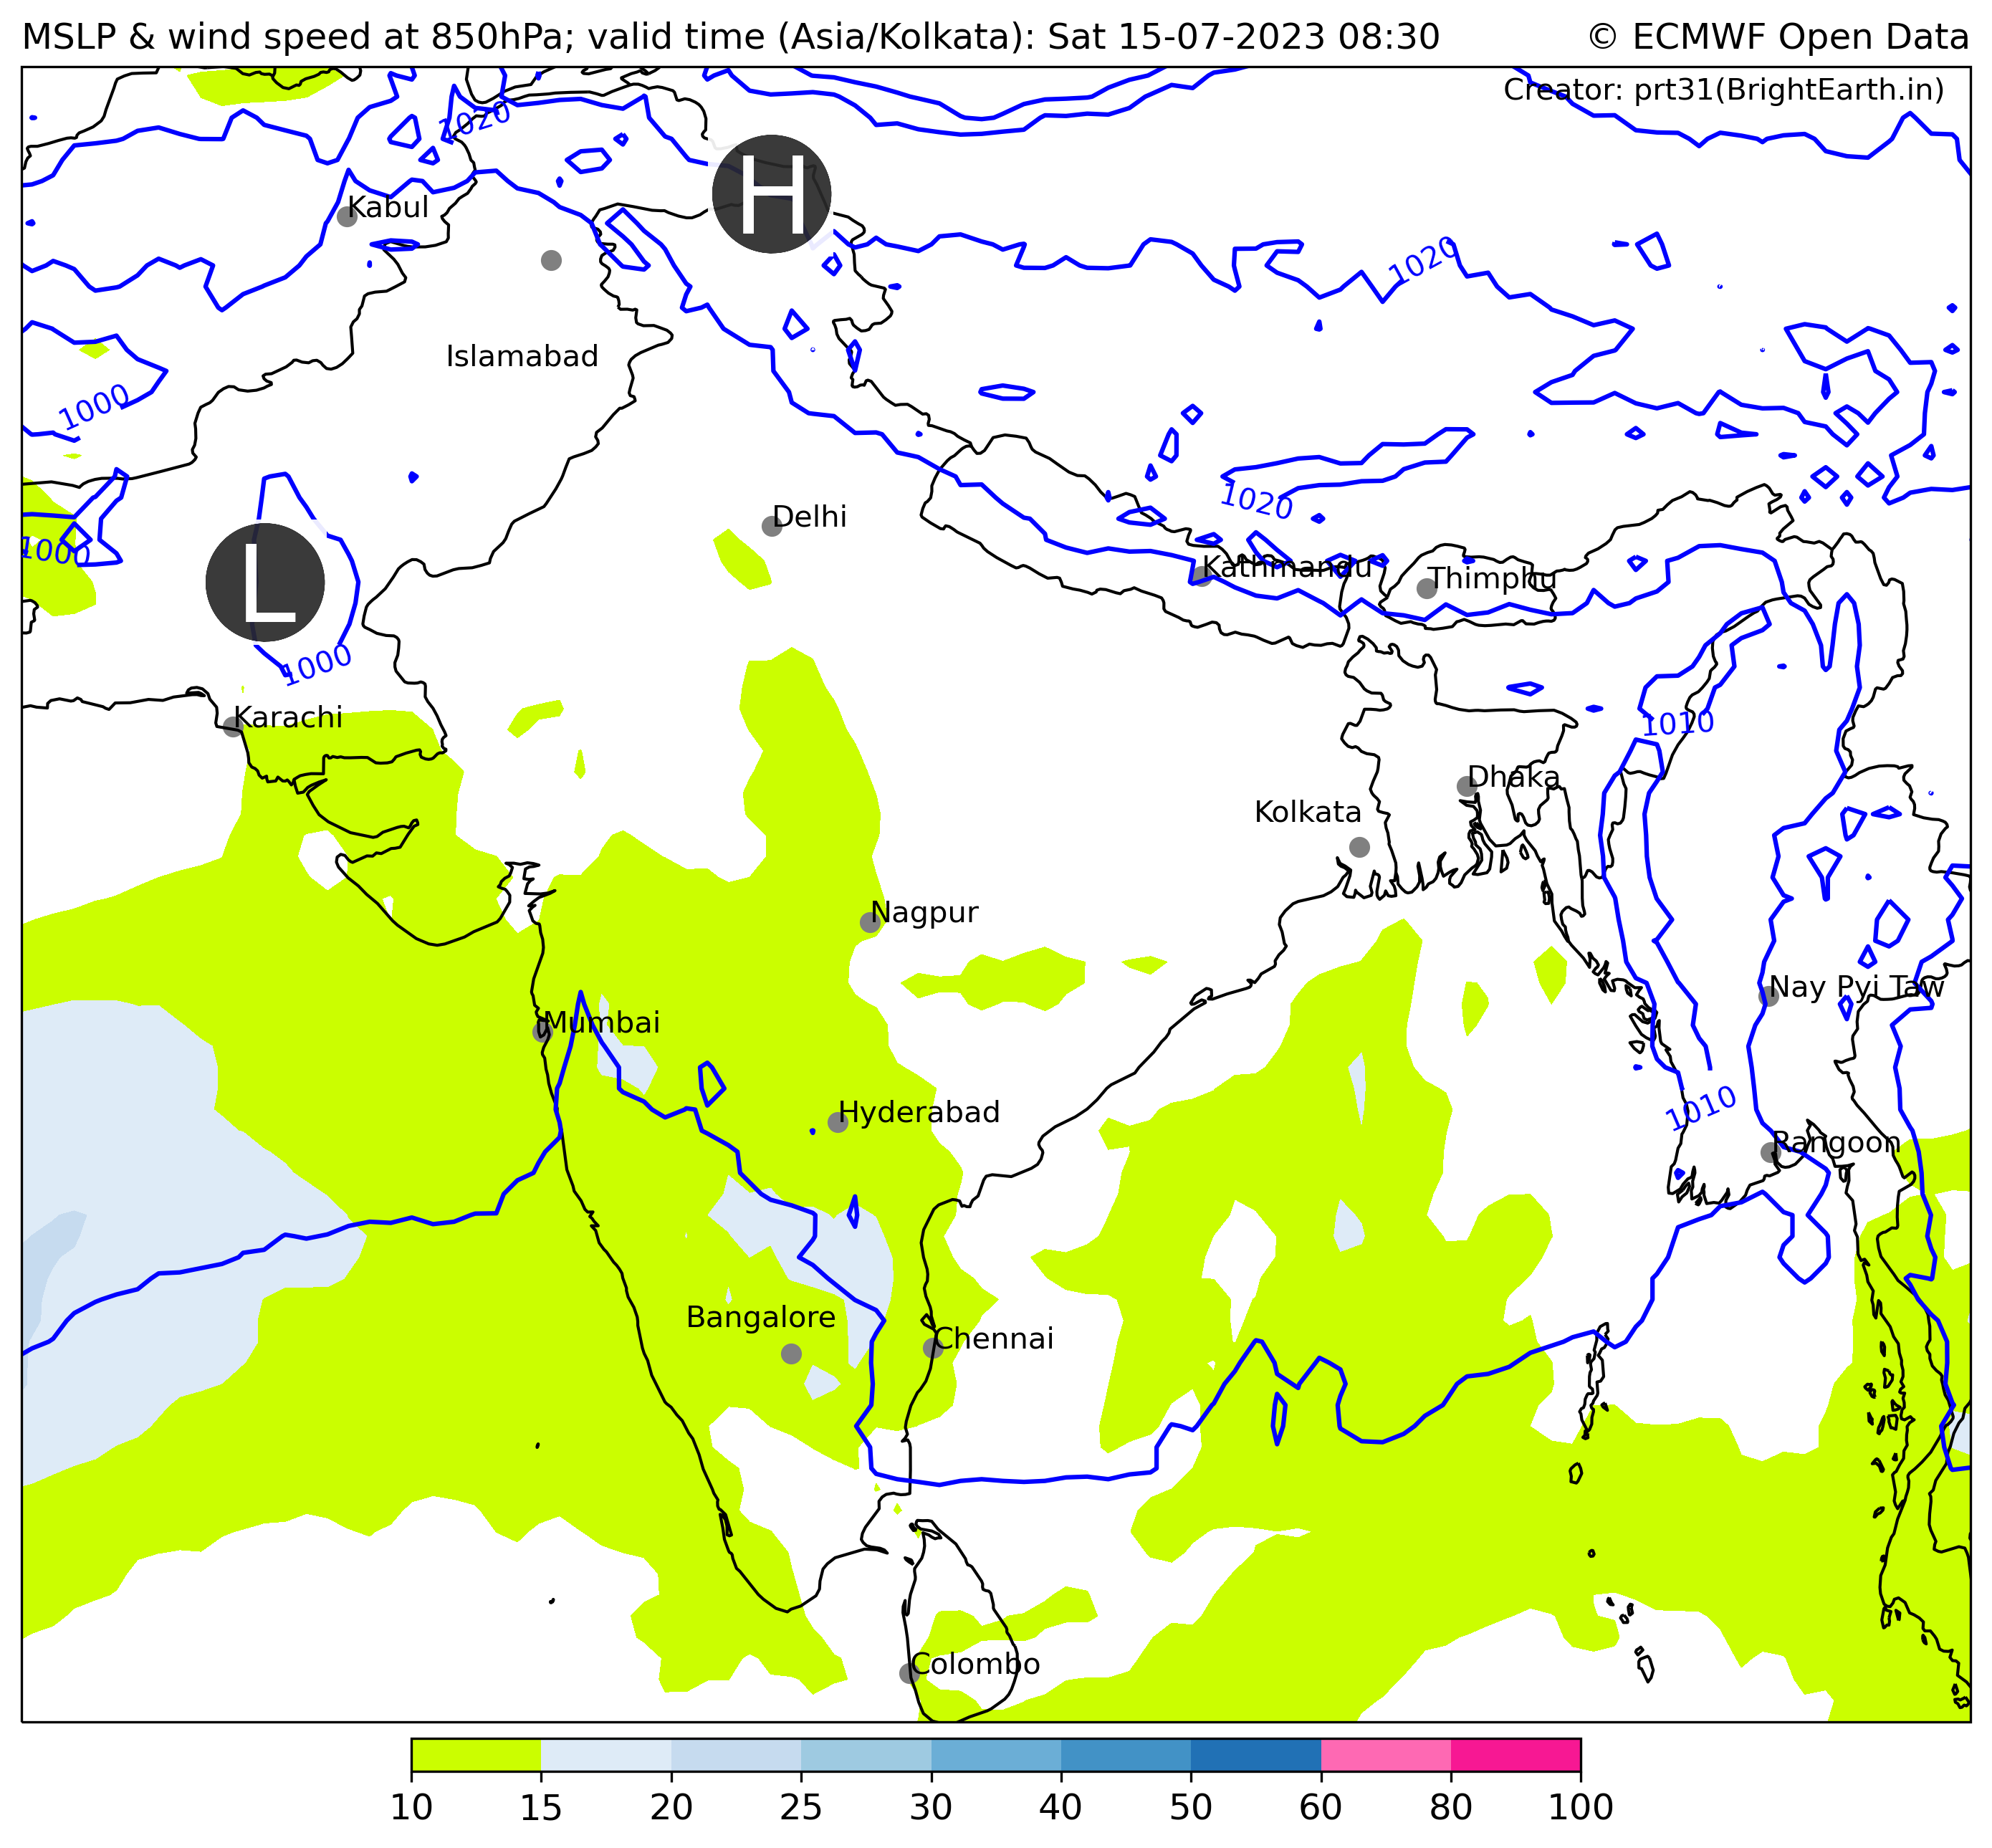 MSLP & wind speed at 850hPa; valid time (Asia/Kolkata): Sat 15-07-2023 08:30
© ECMWF Open Data
Creator: prt31(BrightEarth.in)
1020
H
Kabul
1020
Islamabad
1000
1020
Delhi
1000
L
Kathmandu
Thimphu
1000
Karachi
1010
Dhaka
Kolkata
Nagpur
Nay Pyi Taw
Mumbai
Hyderabad
1010
Rangoon
Bangalore
Chennai
Colombo
10 15 20 25 30 40 50 60 80 100